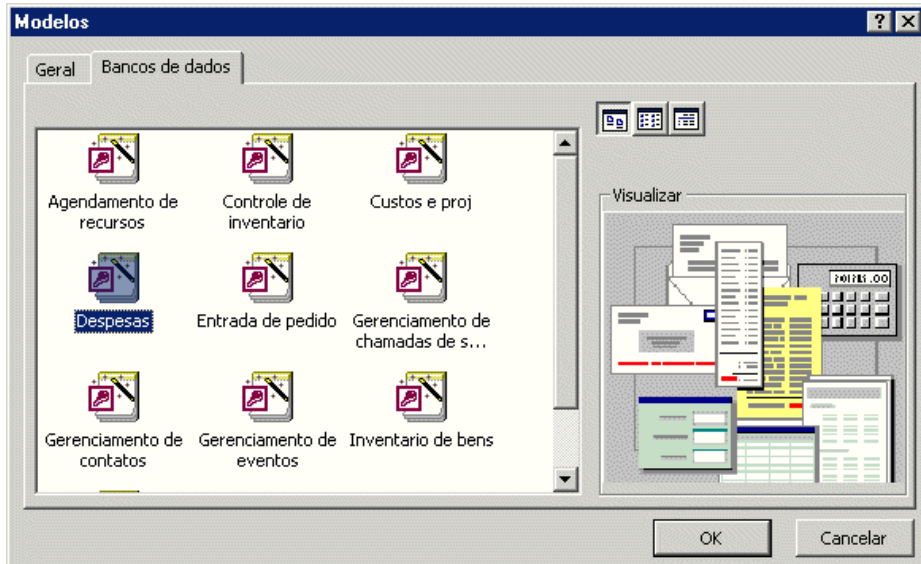 Modelos
Geral
Bancos de dados
Agendamento de
recursos
Controle de
inventario
Custos e proj
Despesas
Entrada de pedido
Gerenciamento de
chamadas de s...
Gerenciamento de
contatos
Gerenciamento de
eventos
Inventario de bens
Visualizar
OK
Cancelar